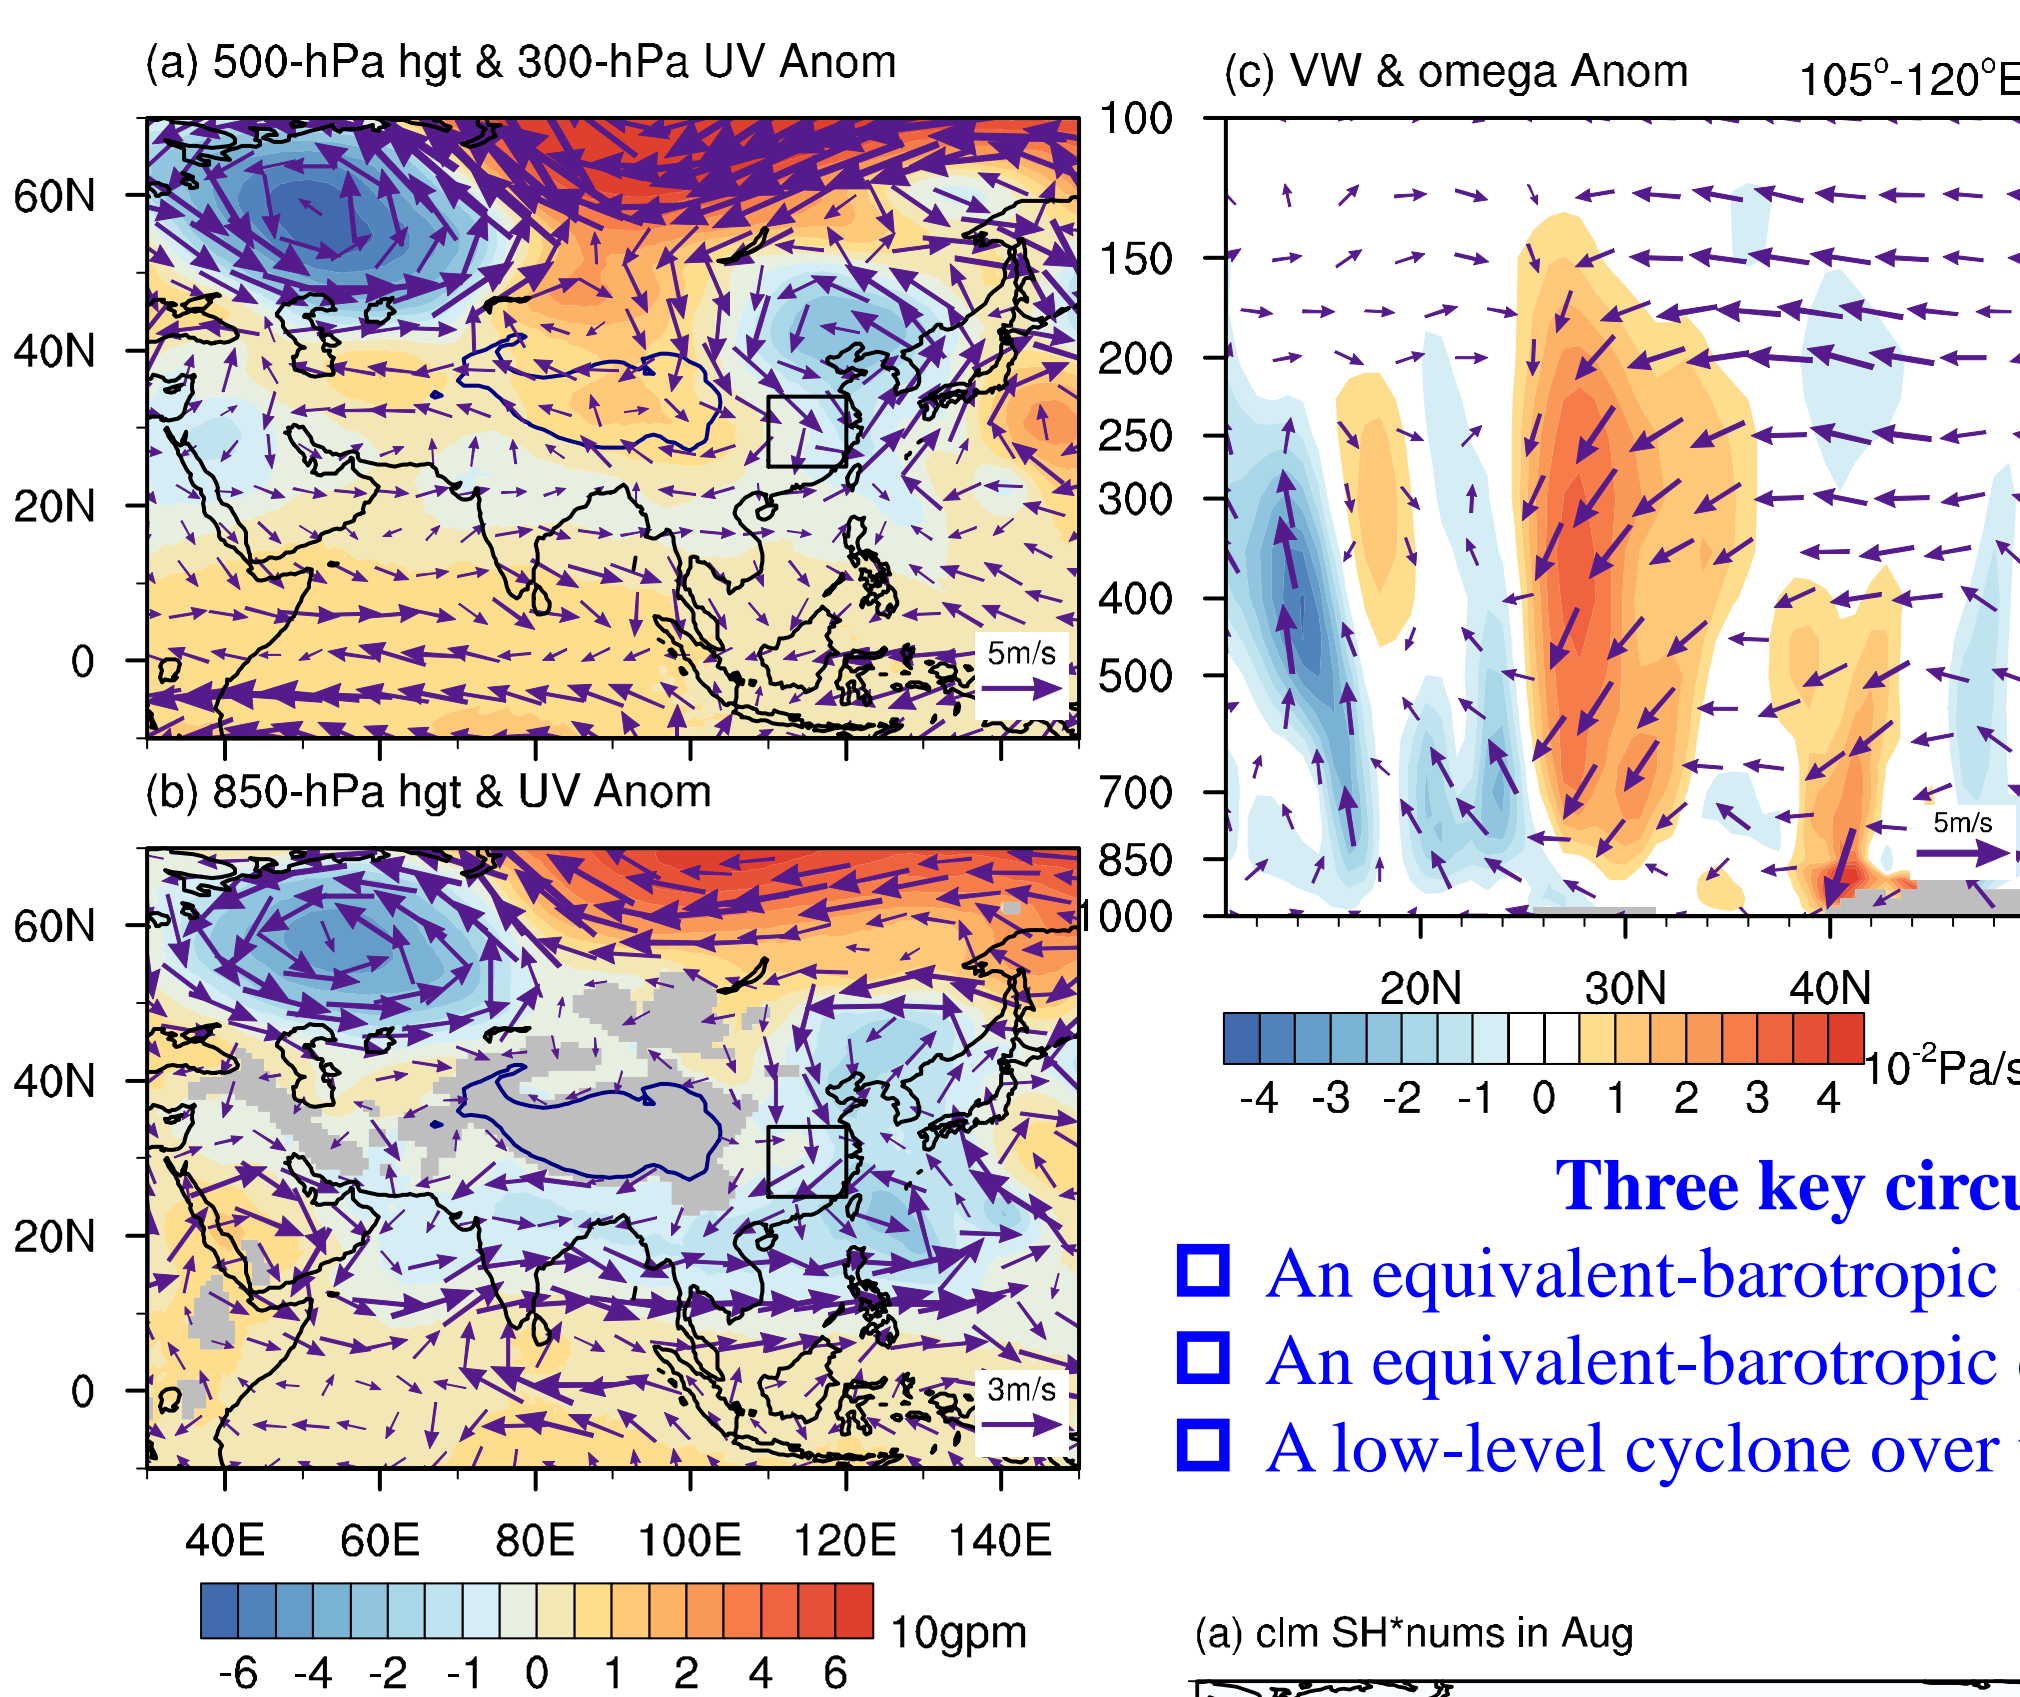 (a) 500-hPa hgt & 300-hPa UV Anom
60N
40N
20N
0
5m/s
(b) 850-hPa hgt & UV Anom
60N
40N
20N
0
3m/s
40E 60E 80E 100E 120E 140E
10gpm
-6 -4 -2 -1 0 1 2 4 6
(c) VW & omega Anom 105°-120°E
100
150
200
250
300
400
500
700
850
1000
5m/s
20N 30N 40N
10⁻²Pa/s
-4 -3 -2 -1 0 1 2 3 4
Three key circu
An equivalent-barotropic
An equivalent-barotropic
A low-level cyclone over
(a) clm SH*nums in Aug